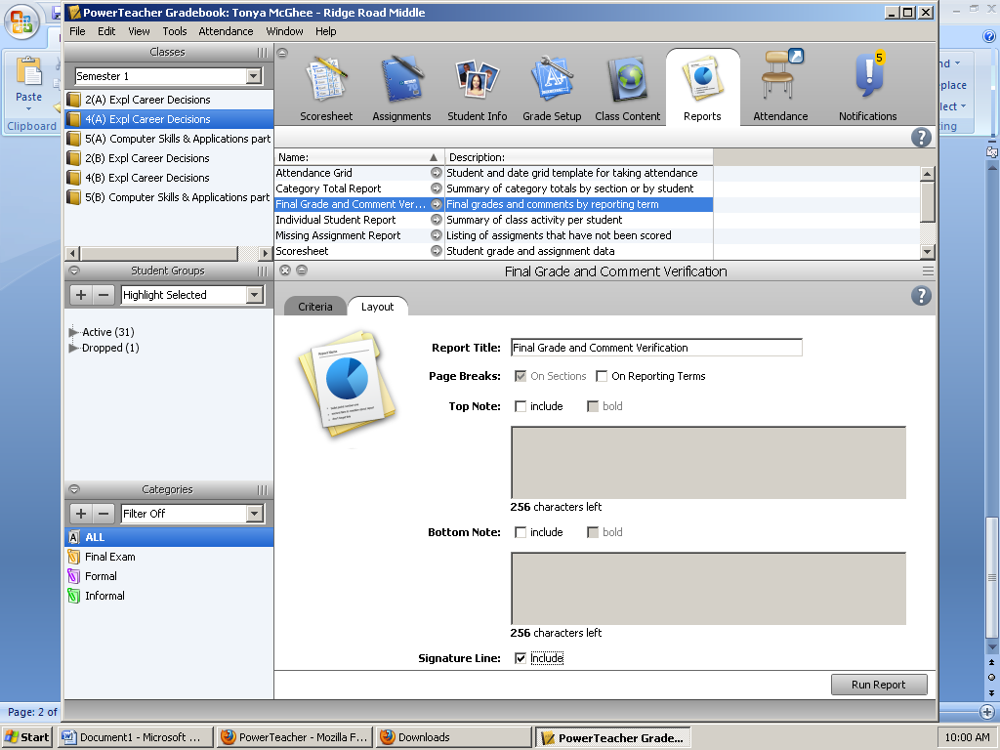 PowerTeacher Gradebook: Tonya McGhee - Ridge Road Middle
File Edit View Tools Attendance Window Help
Paste
Clipboard
Classes
Semester 1
2(A) Expl Career Decisions
4(A) Expl Career Decisions
5(A) Computer Skills & Applications part
2(B) Expl Career Decisions
4(B) Expl Career Decisions
5(B) Computer Skills & Applications part
Scoresheet Assignments Student Info Grade Setup Class Content Reports Attendance Notifications
5
?
Name: Description:
Attendance Grid Student and date grid template for taking attendance
Category Total Report Summary of category totals by section or by student
Final Grade and Comment Ver... Final grades and comments by reporting term
Individual Student Report Summary of class activity per student
Missing Assignment Report Listing of assigments that have not been scored
Scoresheet Student grade and assignment data
Student Groups
+ − Highlight Selected
Active (31)
Dropped (1)
Final Grade and Comment Verification
Criteria Layout
?
Report Title: Final Grade and Comment Verification
Page Breaks: On Sections On Reporting Terms
Top Note: include bold
256 characters left
Bottom Note: include bold
256 characters left
Signature Line: Include
Run Report
Categories
+ − Filter Off
A ALL
Final Exam
Formal
Informal
nd
place
lect
ing
Page: 2 of
Start Document1 - Microsoft ... PowerTeacher - Mozilla F... Downloads PowerTeacher Grade... 10:00 AM